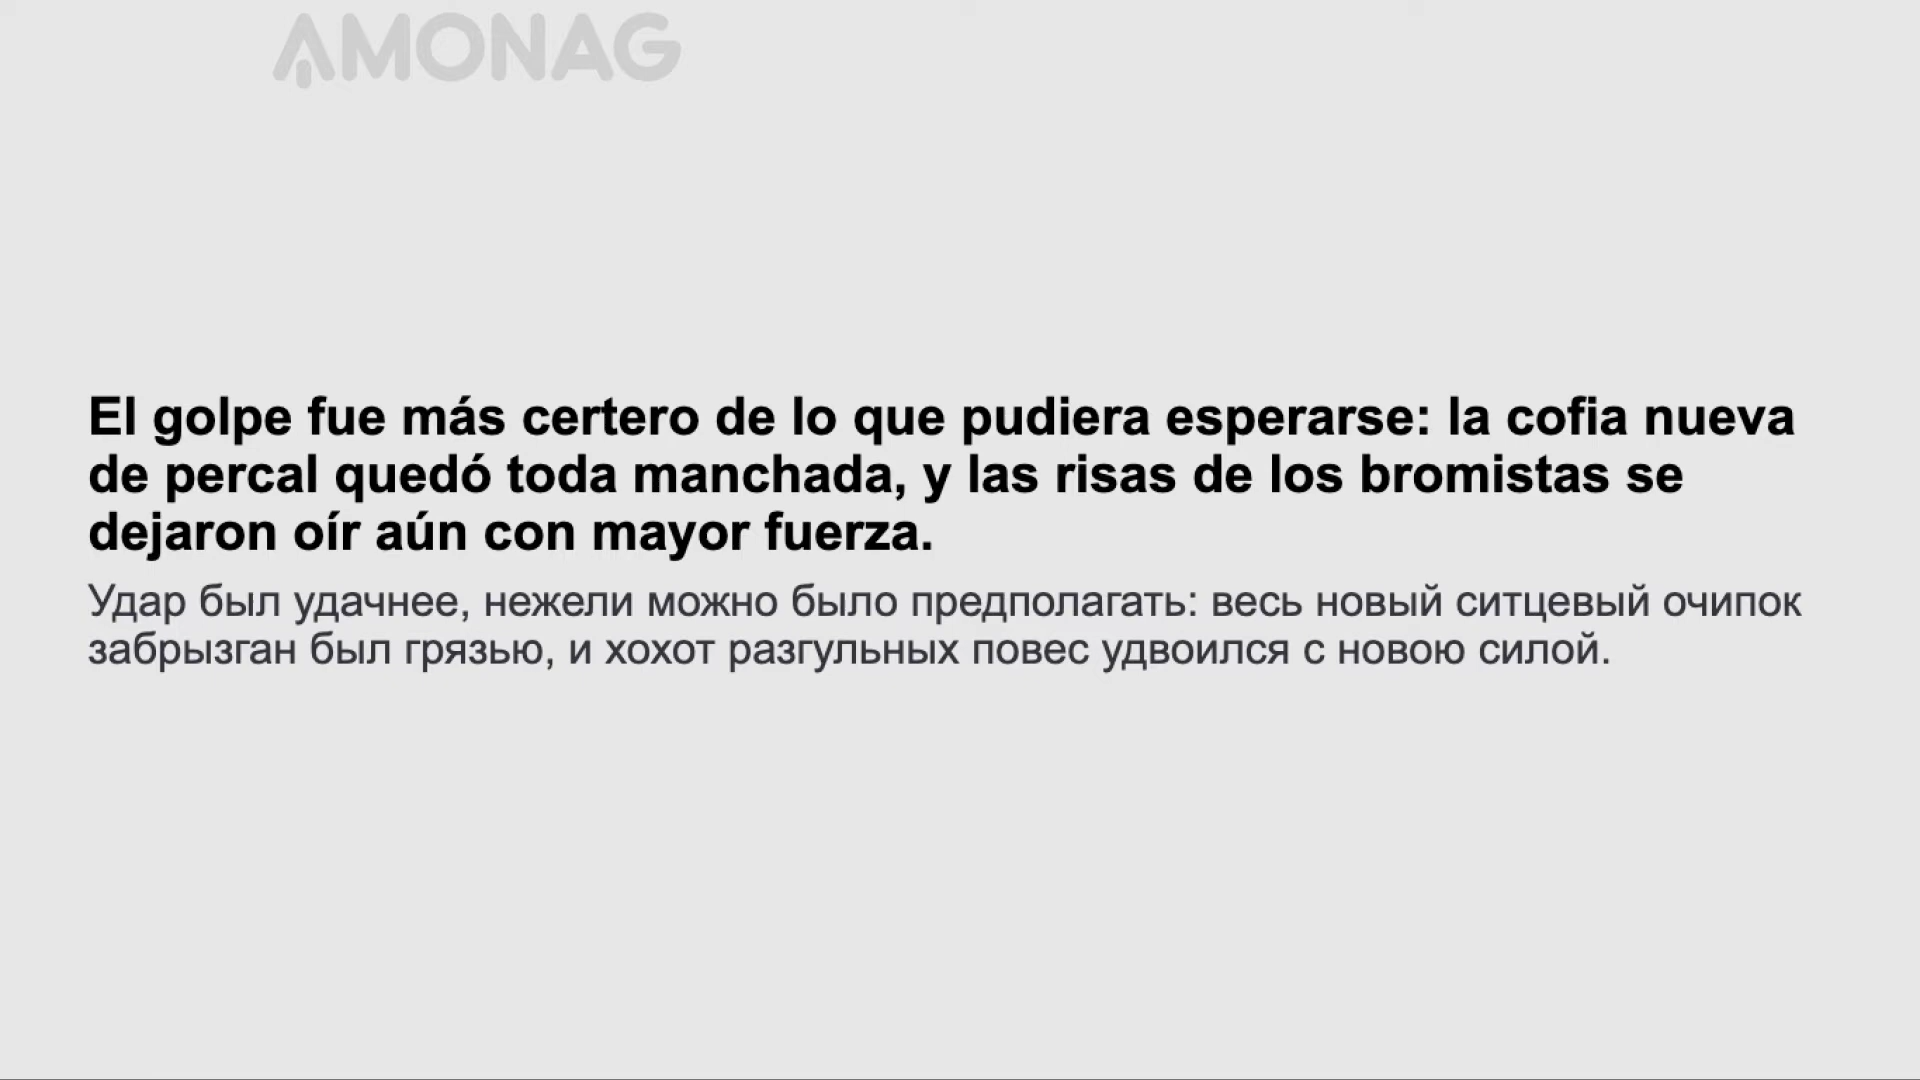 AMONAG
El golpe fue más certero de lo que pudiera esperarse: la cofia nueva
de percal quedó toda manchada, y las risas de los bromistas se
dejaron oír aún con mayor fuerza.
Удар был удачнее, нежели можно было предполагать: весь новый ситцевый очипок
забрызган был грязью, и хохот разгульных повес удвоился с новою силой.